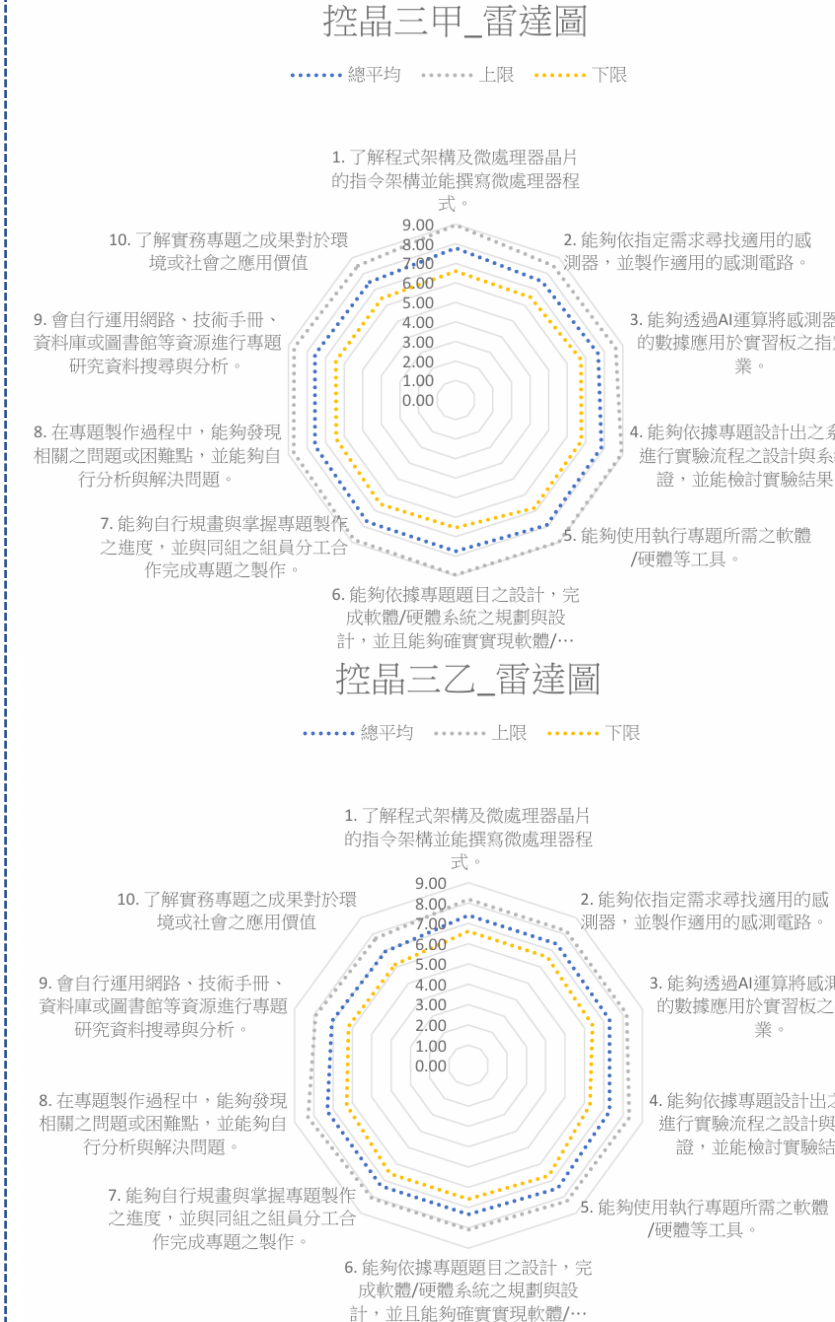 控晶三甲_雷達圖
總平均 上限 下限
1. 了解程式架構及微處理器晶片
的指令架構並能撰寫微處理器程
式。
2. 能夠依指定需求尋找適用的感
測器，並製作適用的感測電路。
3. 能夠透過AI運算將感測器
的數據應用於實習板之指定
業。
4. 能夠依據專題設計出之系
進行實驗流程之設計與系統
證，並能檢討實驗結果
5. 能夠使用執行專題所需之軟體
/硬體等工具。
6. 能夠依據專題題目之設計，完
成軟體/硬體系統之規劃與設
計，並且能夠確實實現軟體/…
7. 能夠自行規畫與掌握專題製作
之進度，並與同組之組員分工合
作完成專題之製作。
8. 在專題製作過程中，能夠發現
相關之問題或困難點，並能夠自
行分析與解決問題。
9. 會自行運用網路、技術手冊、
資料庫或圖書館等資源進行專題
研究資料搜尋與分析。
10. 了解實務專題之成果對於環
境或社會之應用價值
9.00
8.00
7.00
6.00
5.00
4.00
3.00
2.00
1.00
0.00
控晶三乙_雷達圖
總平均 上限 下限
1. 了解程式架構及微處理器晶片
的指令架構並能撰寫微處理器程
式。
2. 能夠依指定需求尋找適用的感
測器，並製作適用的感測電路。
3. 能夠透過AI運算將感測
的數據應用於實習板之
業。
4. 能夠依據專題設計出之
進行實驗流程之設計與
證，並能檢討實驗結
5. 能夠使用執行專題所需之軟體
/硬體等工具。
6. 能夠依據專題題目之設計，完
成軟體/硬體系統之規劃與設
計，並且能夠確實實現軟體/…
7. 能夠自行規畫與掌握專題製作
之進度，並與同組之組員分工合
作完成專題之製作。
8. 在專題製作過程中，能夠發現
相關之問題或困難點，並能夠自
行分析與解決問題。
9. 會自行運用網路、技術手冊、
資料庫或圖書館等資源進行專題
研究資料搜尋與分析。
10. 了解實務專題之成果對於環
境或社會之應用價值
9.00
8.00
7.00
6.00
5.00
4.00
3.00
2.00
1.00
0.00